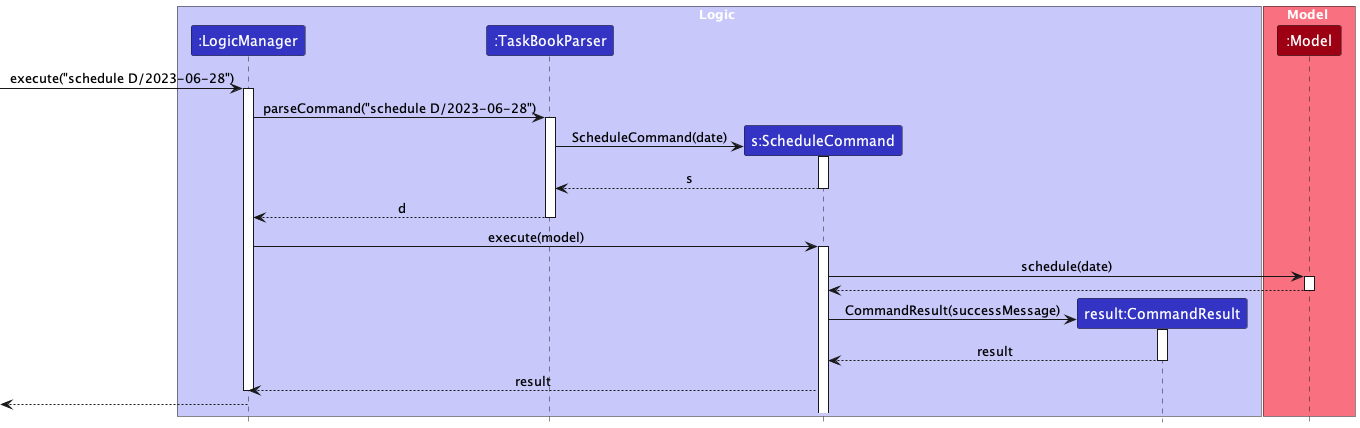 Logic
Model
:LogicManager
:TaskBookParser
:Model
execute("schedule D/2023-06-28")
parseCommand("schedule D/2023-06-28")
ScheduleCommand(date)
s:ScheduleCommand
s
d
execute(model)
schedule(date)
CommandResult(successMessage)
result:CommandResult
result
result